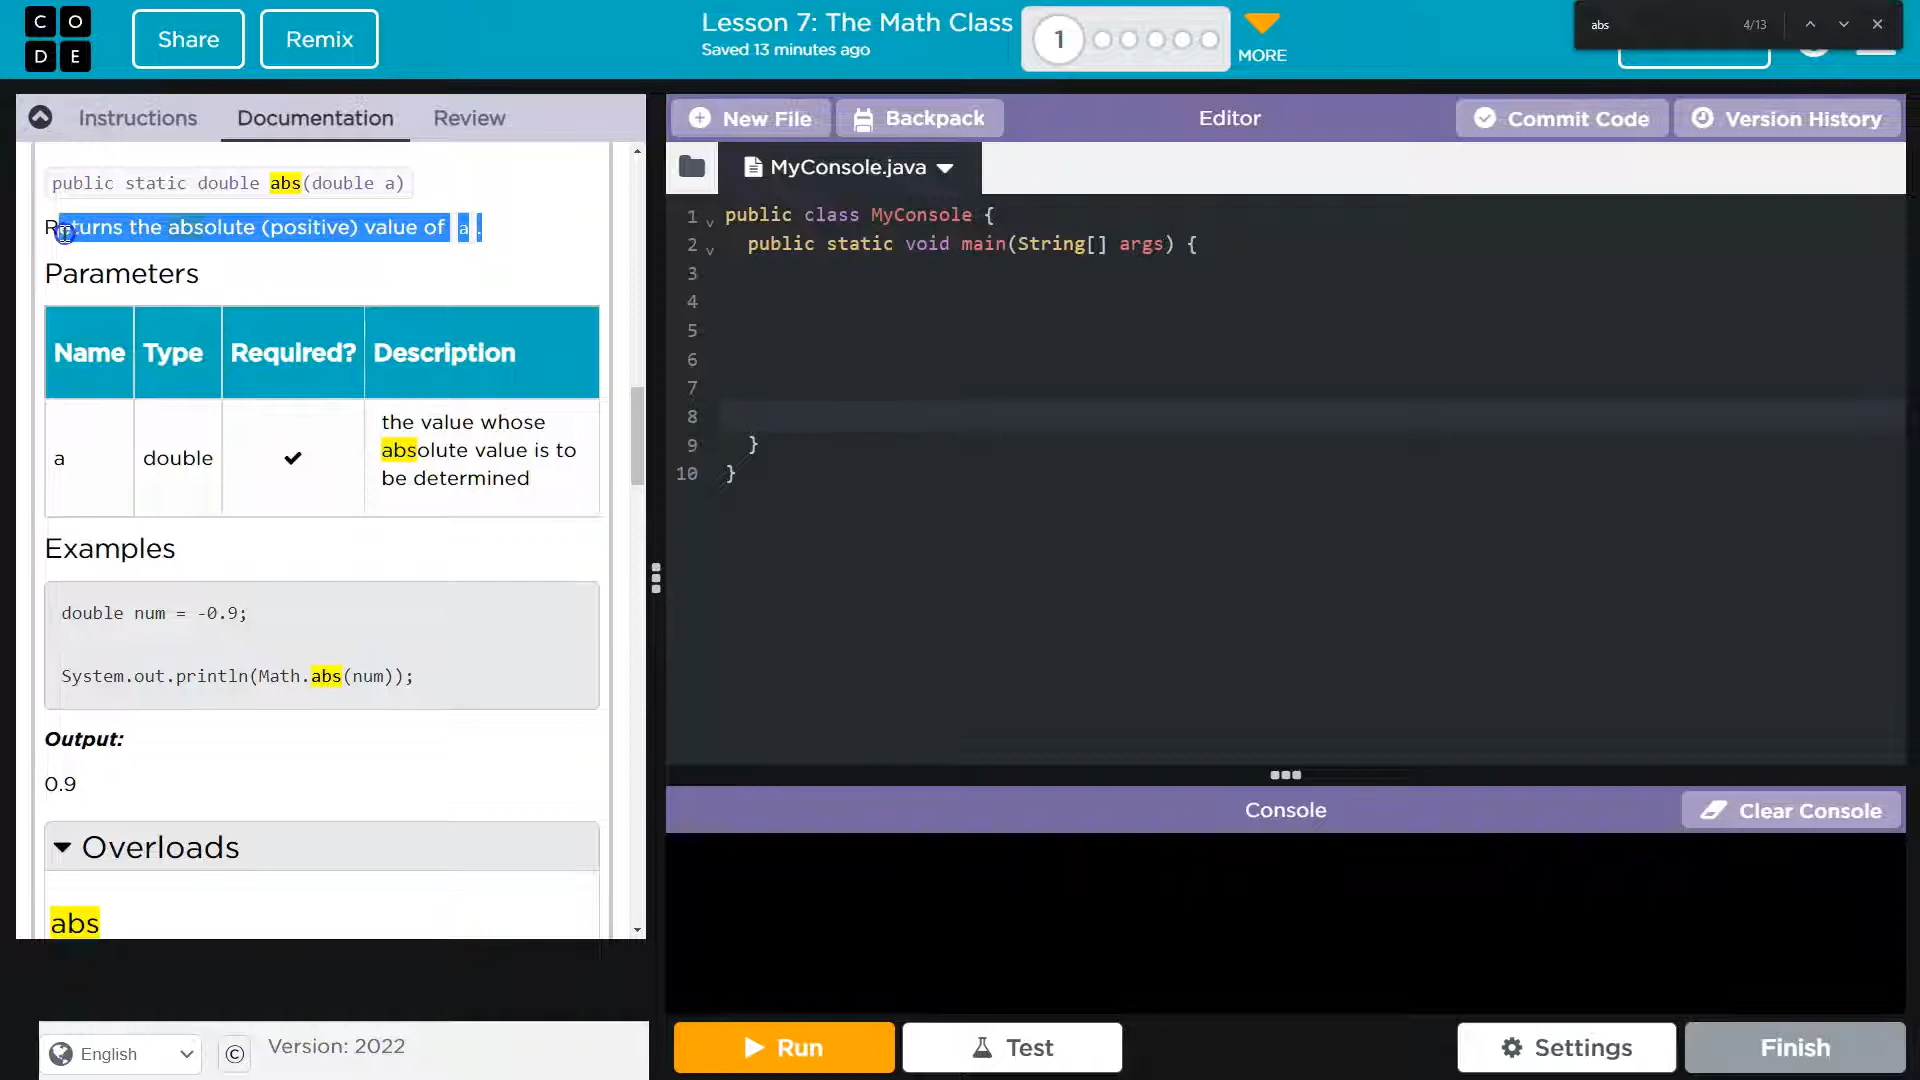 C O
D E
Share
Remix
Lesson 7: The Math Class
Saved 13 minutes ago
1
MORE
abs
4/13
Instructions
Documentation
Review
New File
Backpack
Editor
Commit Code
Version History
MyConsole.java
public static double abs(double a)
Returns the absolute (positive) value of a .
Parameters
Name Type Required? Description
a double the value whose
absolute value is to
be determined
Examples
double num = -0.9;
System.out.println(Math.abs(num));
Output:
0.9
Overloads
abs
1 public class MyConsole {
2 public static void main(String[] args) {
3
4
5
6
7
8
9 }
10 }
Console
Clear Console
English
©
Version: 2022
Run
Test
Settings
Finish